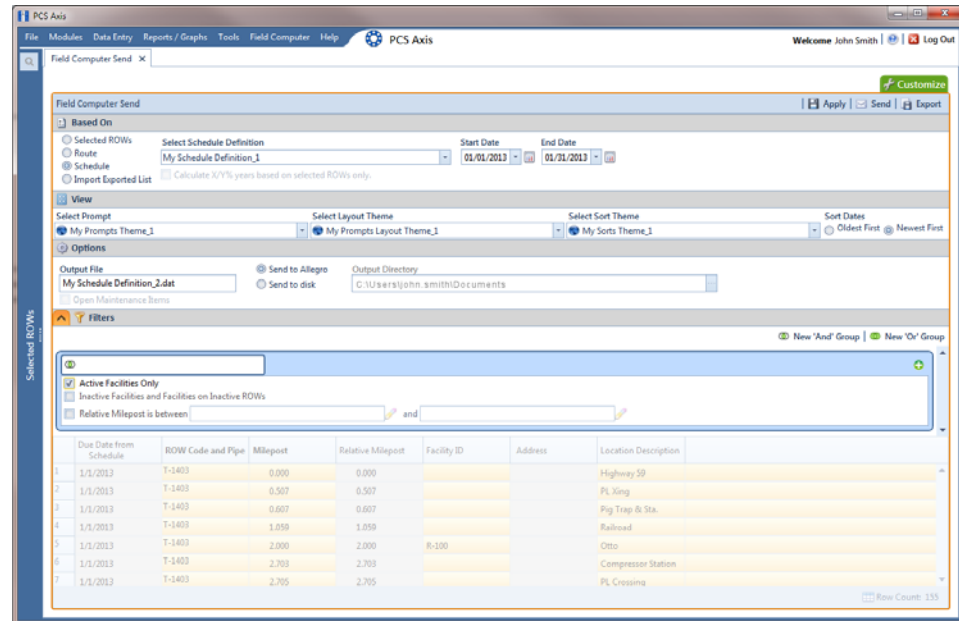 PCS Axis
File Modules Data Entry Reports / Graphs Tools Field Computer Help PCS Axis Welcome John Smith | Log Out
Field Computer Send X
Customize
Field Computer Send Apply | Send | Export
Based On
Selected ROWs
Route
Schedule
Import Exported List
Select Schedule Definition
My Schedule Definition_1
Calculate X/Y% years based on selected ROWs only.
Start Date End Date
01/01/2013 01/31/2013
View
Select Prompt Select Layout Theme Select Sort Theme Sort Dates
My Prompts Theme_1 My Prompts Layout Theme_1 My Sorts Theme_1 Oldest First Newest First
Options
Output File
My Schedule Definition_2.dat
Open Maintenance Items
Send to Allegro
Send to disk
Output Directory
C:\Users\john.smith\Documents
Selected ROWs
Filters
New 'And' Group | New 'Or' Group
Active Facilities Only
Inactive Facilities and Facilities on Inactive ROWs
Relative Milepost is between and
Due Date from Schedule ROW Code and Pipe Milepost Relative Milepost Facility ID Address Location Description
1 1/1/2013 T-1403 0.000 0.000 Highway 59
2 1/1/2013 T-1403 0.507 0.507 PL Xing
3 1/1/2013 T-1403 0.607 0.607 Pig Trap & Sta.
4 1/1/2013 T-1403 1.059 1.059 Railroad
5 1/1/2013 T-1403 2.000 2.000 R-100 Otto
6 1/1/2013 T-1403 2.703 2.703 Compressor Station
7 1/1/2013 T-1403 2.705 2.705 PL Crossing
Row Count: 155